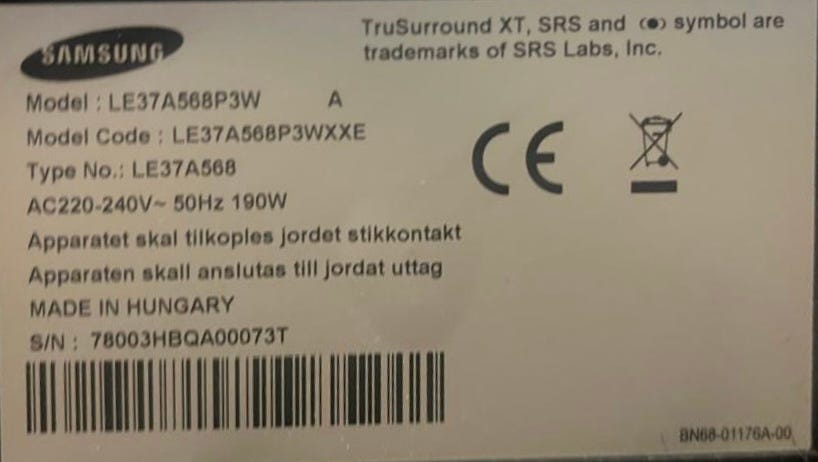 SAMSUNG
TruSurround XT, SRS and (●) symbol are
trademarks of SRS Labs, Inc.
Model : LE37A568P3W A
Model Code : LE37A568P3WXXE
Type No.: LE37A568
AC220-240V~ 50Hz 190W
Apparatet skal tilkoples jordet stikkontakt
Apparaten skall anslutas till jordat uttag
MADE IN HUNGARY
S/N : 78003HBQA00073T
CE
BN68-01176A-00